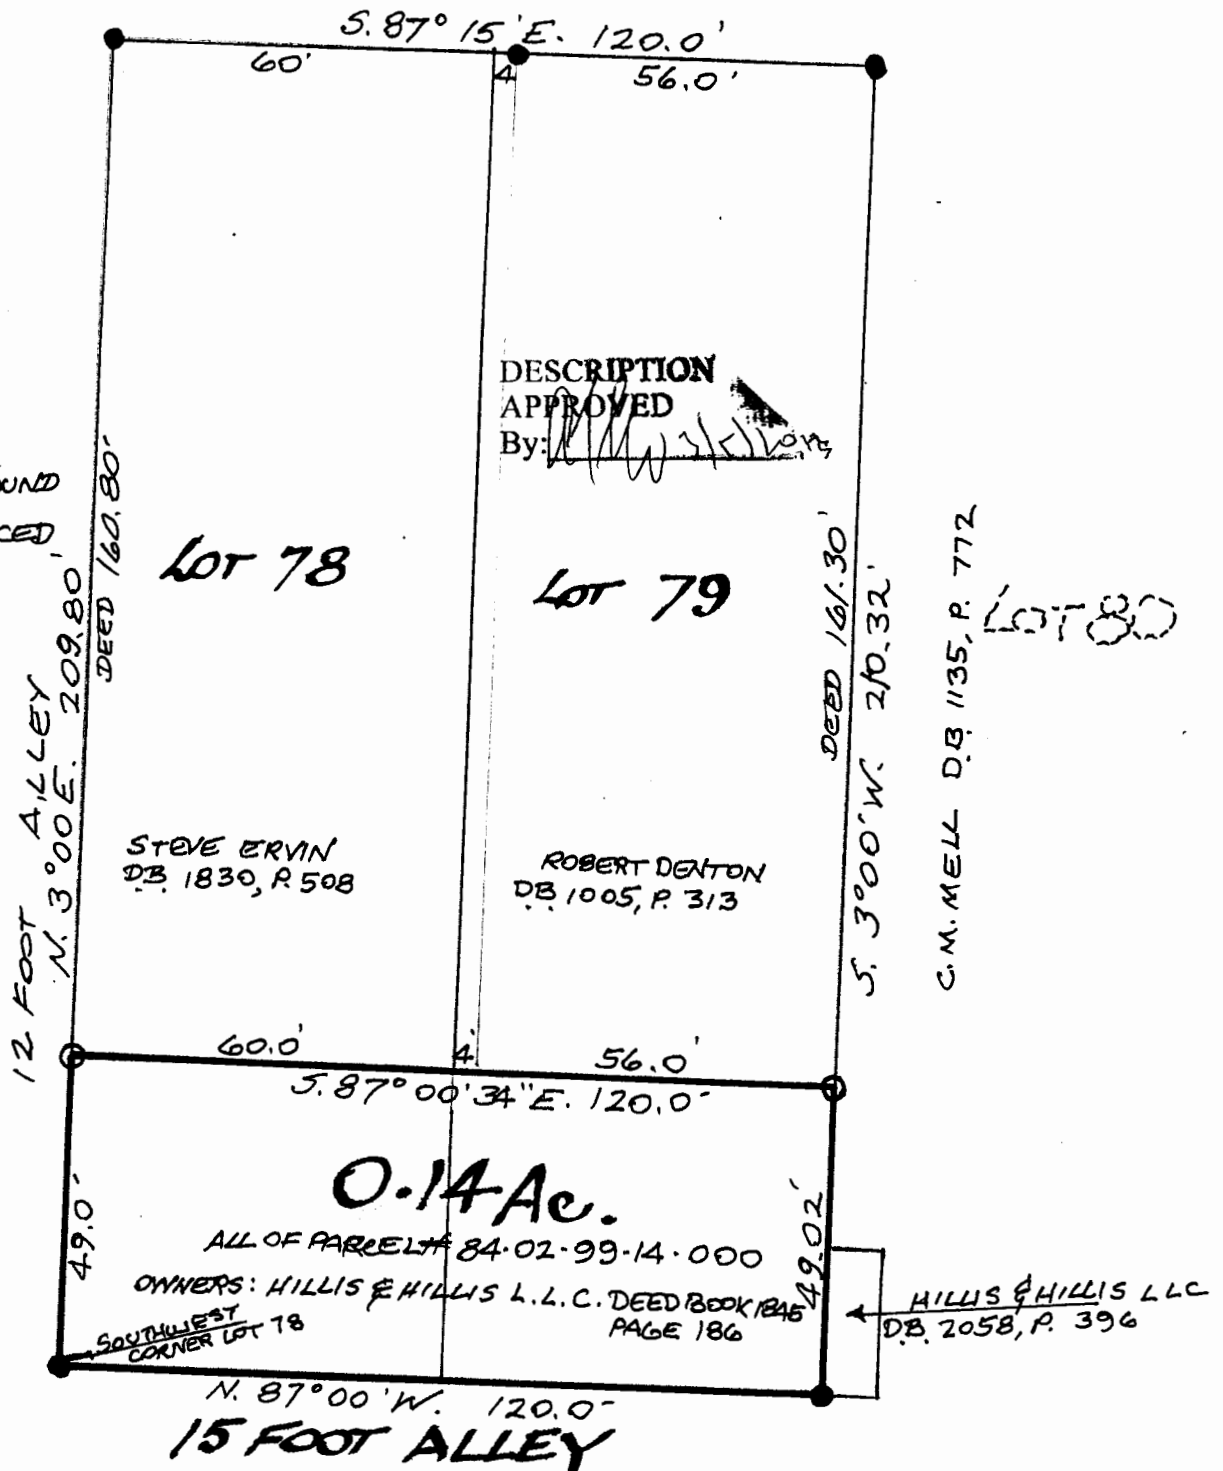 S. 87° 15' E. 120.0'
60'
4
56.0'
DESCRIPTION
APPROVED
By:
DEED 160.80'
12 FOOT ALLEY
N. 3°00'E. 209.80'
LOT 78
LOT 79
DEED 161.30'
S. 3°00'W. 210.32'
C.M. MELL D.B. 1135, P. 772
LOT 80
STEVE ERVIN
D.B. 1830, P. 508
ROBERT DENTON
D.B. 1005, P. 313
60.0'
4'
56.0'
S. 87°00'34"E. 120.0'
0.14 Ac.
ALL OF PARCEL# 84-02-99-14-000
OWNERS: HILLIS & HILLIS L.L.C. DEED BOOK
PAGE 186
49.0'
49.02'
HILLIS & HILLIS LLC
D.B. 2058, P. 396
SOUTHWEST
CORNER LOT 78
N. 87°00'W. 120.0'
15 FOOT ALLEY